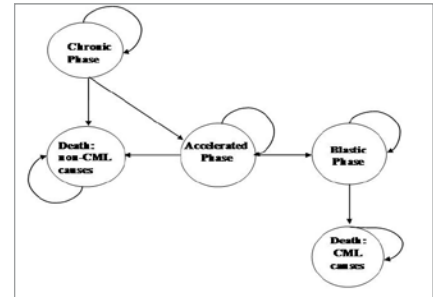 Chronic
Phase
Death:
non-CML
causes
Accelerated
Phase
Blastic
Phase
Death:
CML
causes